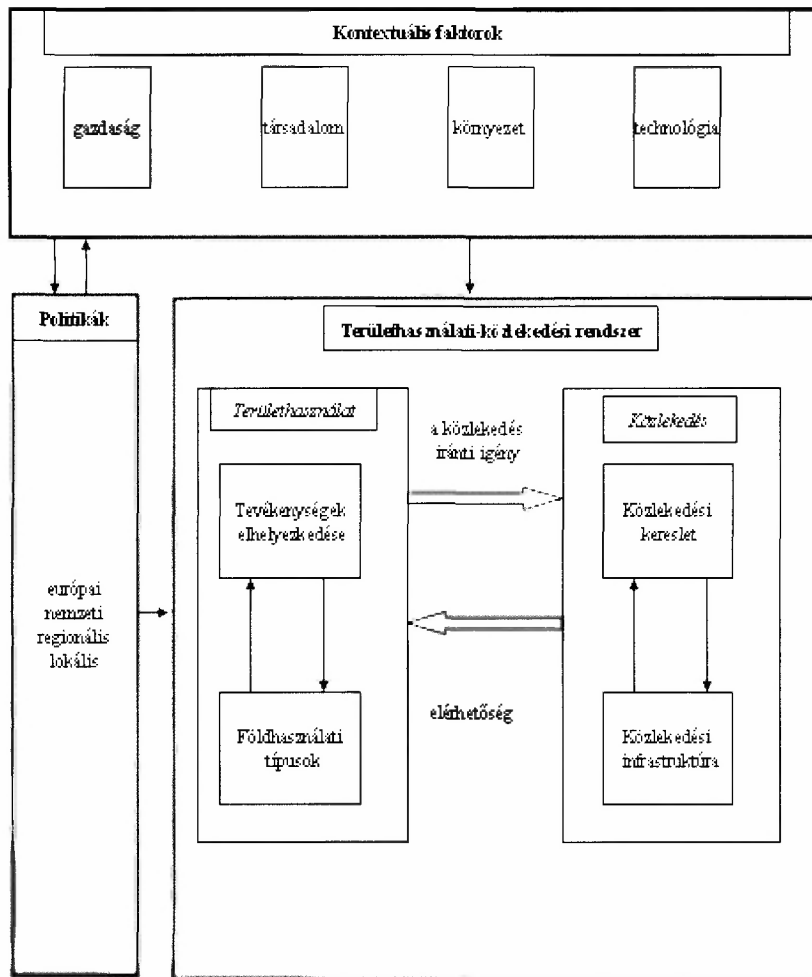 Kontextuális faktorok
gazdaság
társadalom
környezet
technológia
Politikák
európai
nemzeti
regionális
lokális
Területhasználati-közlekedési rendszer
Területhasználat
Tevékenységek
elhelyezkedése
Földhasználati
típusok
a közlekedés
iránti igény
elérhetőség
Közlekedés
Közlekedési
kereslet
Közlekedési
infrastruktúra